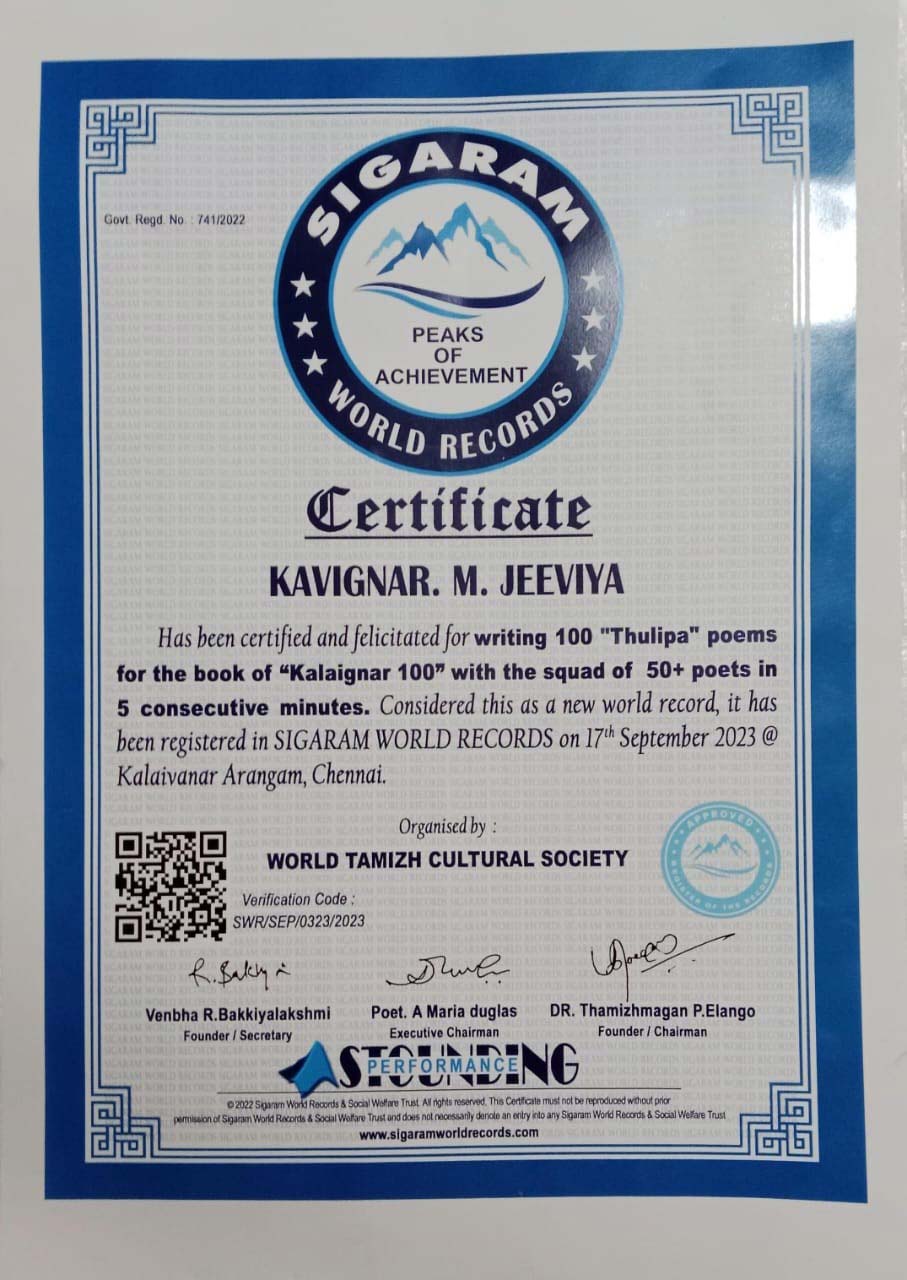 Govt. Regd. No. : 741/2022
SIGARAM
PEAKS
OF
ACHIEVEMENT
WORLD RECORDS
Certificate
KAVIGNAR. M. JEEVIYA
Has been certified and felicitated for writing 100 "Thulipa" poems
for the book of “Kalaignar 100” with the squad of 50+ poets in
5 consecutive minutes. Considered this as a new world record, it has
been registered in SIGARAM WORLD RECORDS on 17th September 2023 @
Kalaivanar Arangam, Chennai.
Organised by :
WORLD TAMIZH CULTURAL SOCIETY
APPROVED
REGISTER OF THE RECORDS
Verification Code :
SWR/SEP/0323/2023
Venbha R.Bakkiyalakshmi
Founder / Secretary
Poet. A Maria duglas
Executive Chairman
DR. Thamizhmagan P.Elango
Founder / Chairman
ASTOUNDING
PERFORMANCE
© 2022 Sigaram World Records & Social Welfare Trust. All rights reserved. This Certificate must not be reproduced without prior
permission of Sigaram World Records & Social Welfare Trust and does not necessarily denote an entry into any Sigaram World Records & Social Welfare Trust
www.sigaramworldrecords.com